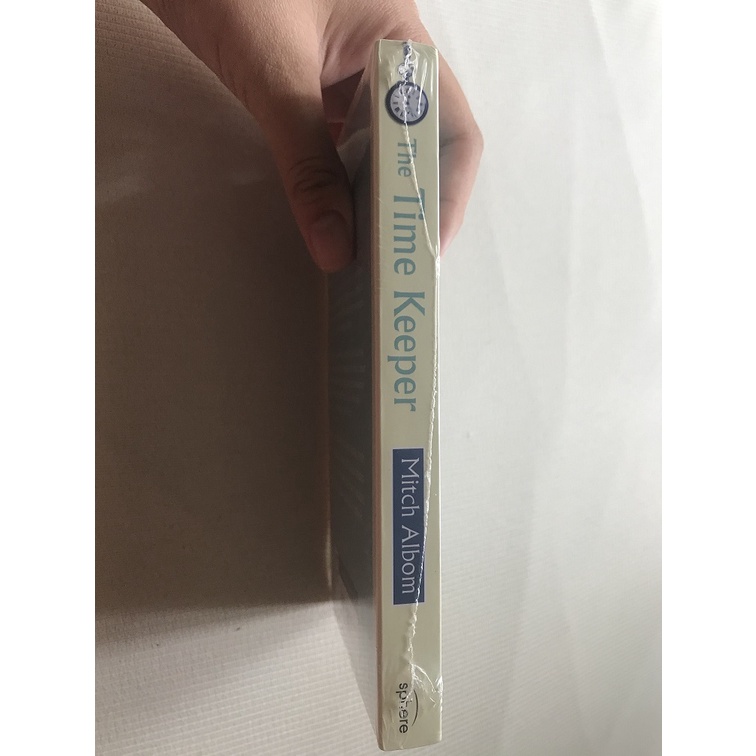 The Time Keeper
Mitch Albom
sphere